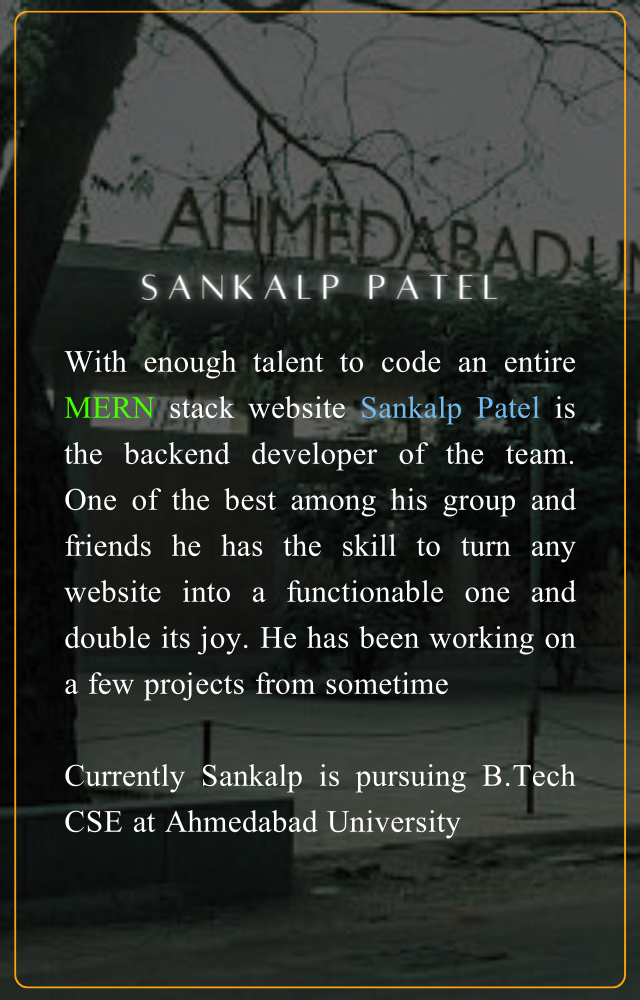 AHMEDABAD UN
SANKALP PATEL
With enough talent to code an entire
MERN stack website Sankalp Patel is
the backend developer of the team.
One of the best among his group and
friends he has the skill to turn any
website into a functionable one and
double its joy. He has been working on
a few projects from sometime
Currently Sankalp is pursuing B.Tech
CSE at Ahmedabad University